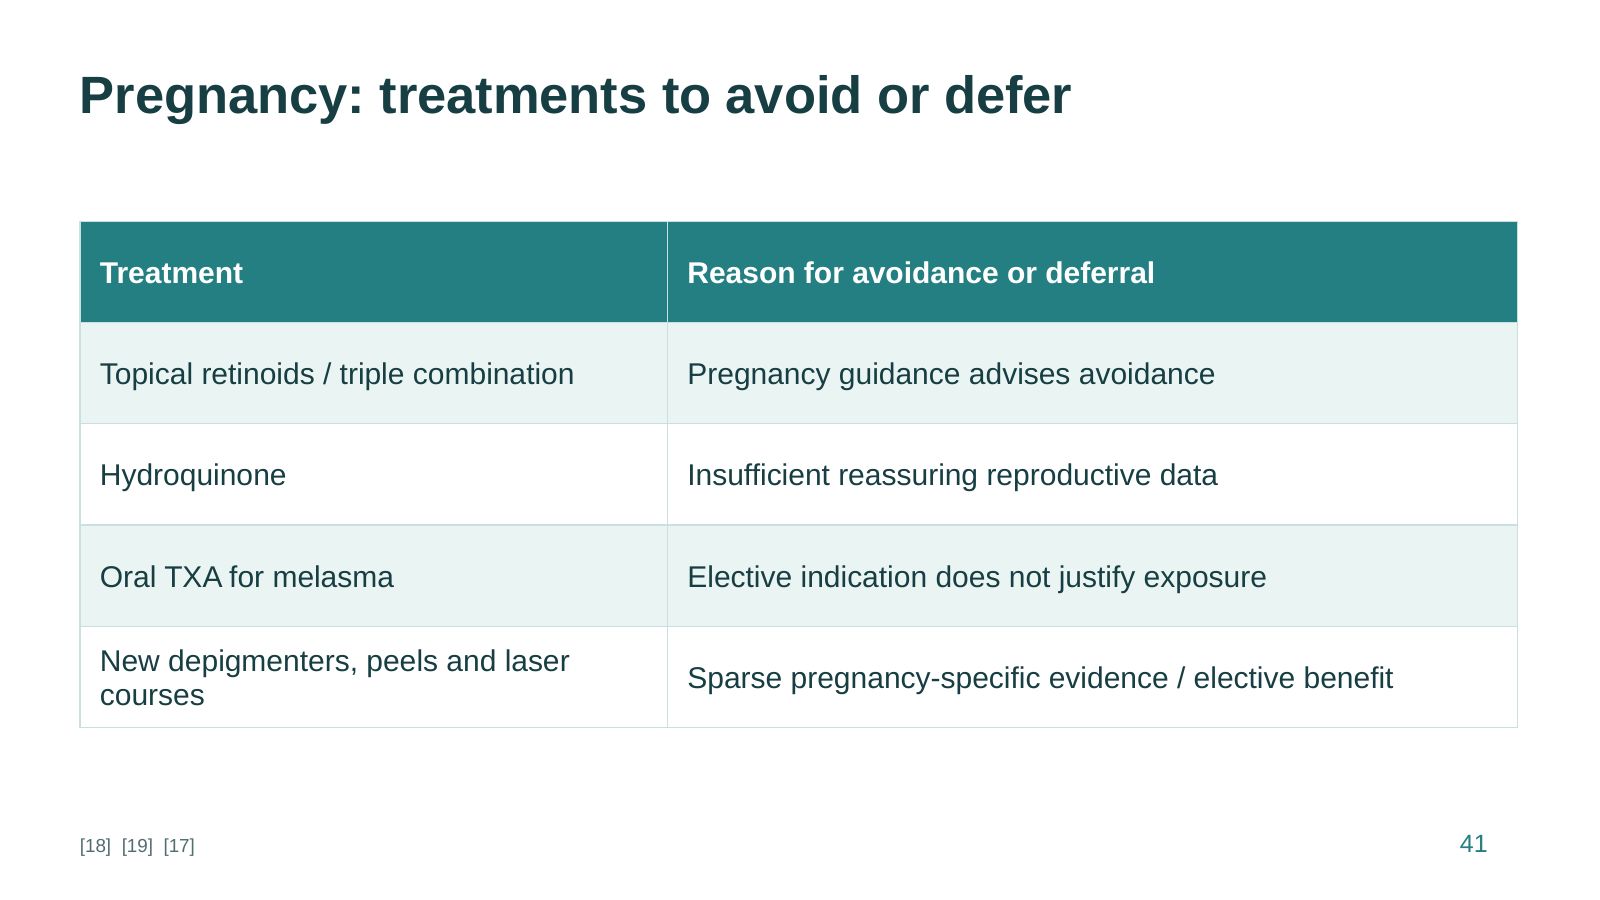 Pregnancy: treatments to avoid or defer
Treatment
Reason for avoidance or deferral
Topical retinoids / triple combination
Pregnancy guidance advises avoidance
Hydroquinone
Insufficient reassuring reproductive data
Oral TXA for melasma
Elective indication does not justify exposure
New depigmenters, peels and laser
courses
Sparse pregnancy-specific evidence / elective benefit
[18] [19] [17]
41